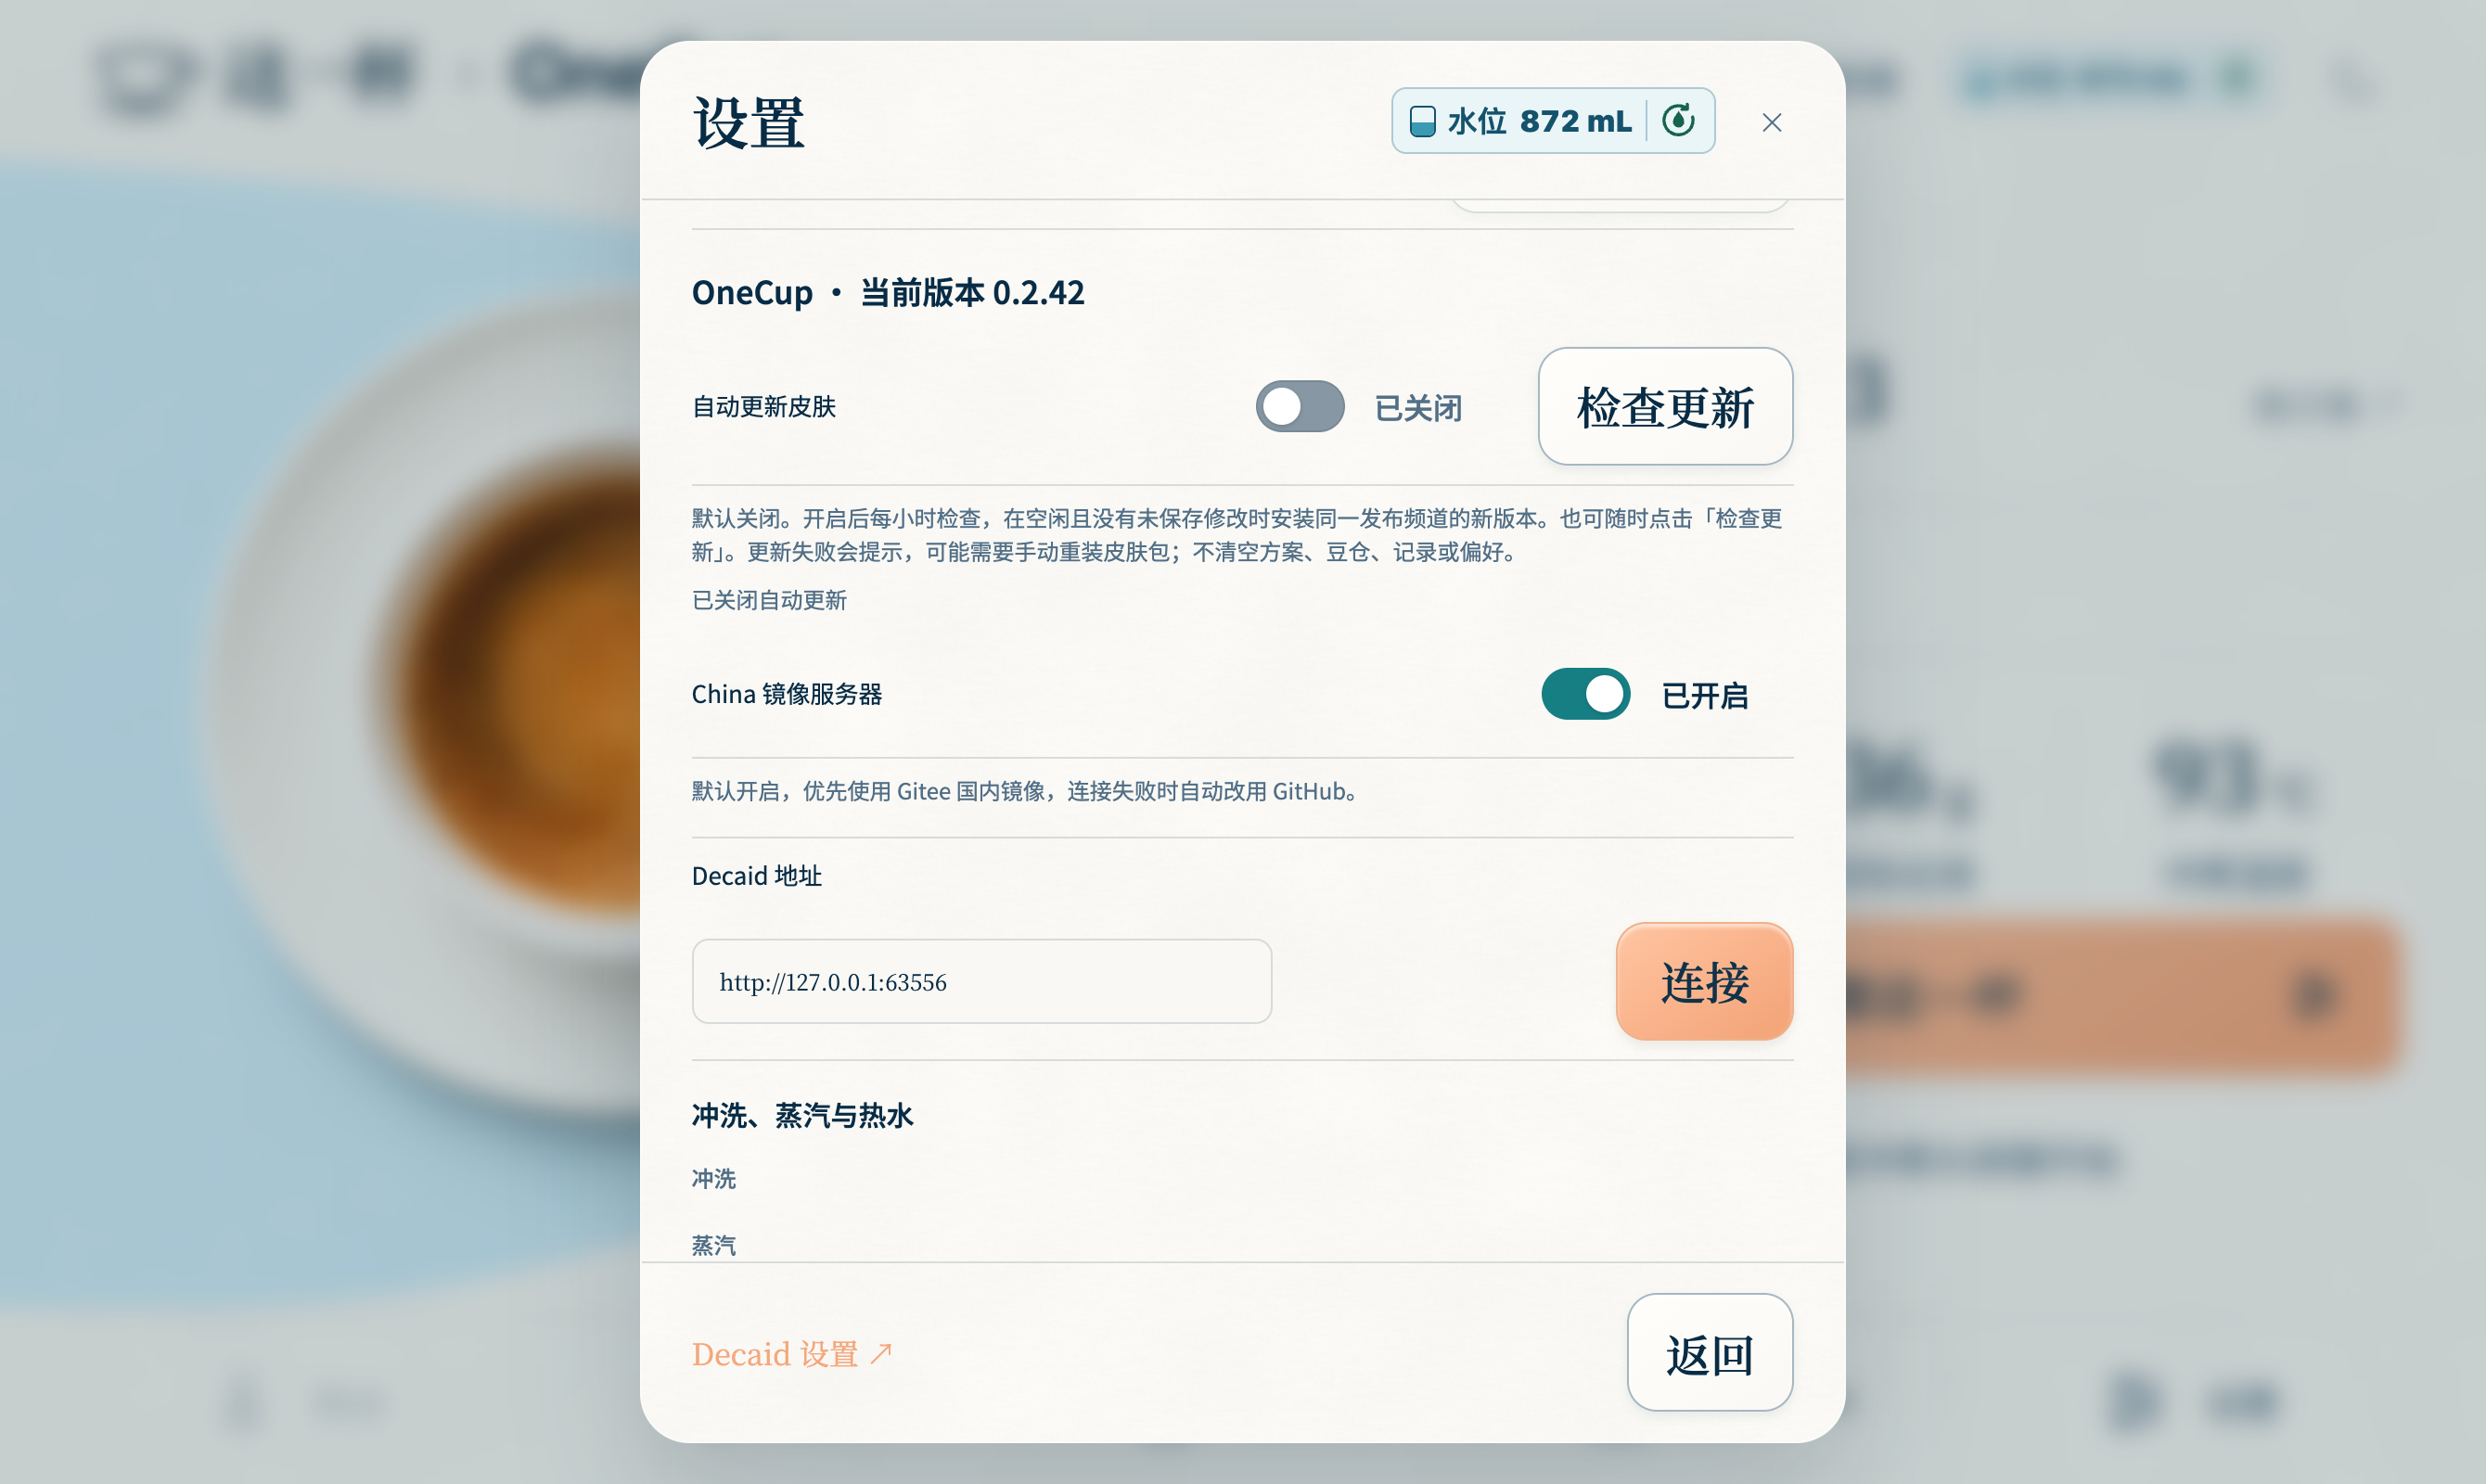 设置
水位 872 mL
OneCup · 当前版本 0.2.42
自动更新皮肤
已关闭
检查更新
默认关闭。开启后每小时检查，在空闲且没有未保存修改时安装同一发布频道的新版本。也可随时点击「检查更
新」。更新失败会提示，可能需要手动重装皮肤包；不清空方案、豆仓、记录或偏好。
已关闭自动更新
China 镜像服务器
已开启
默认开启，优先使用 Gitee 国内镜像，连接失败时自动改用 GitHub。
Decaid 地址
http://127.0.0.1:63556
连接
冲洗、蒸汽与热水
冲洗
蒸汽
Decaid 设置 ↗
返回
这一杯 · One
36
93